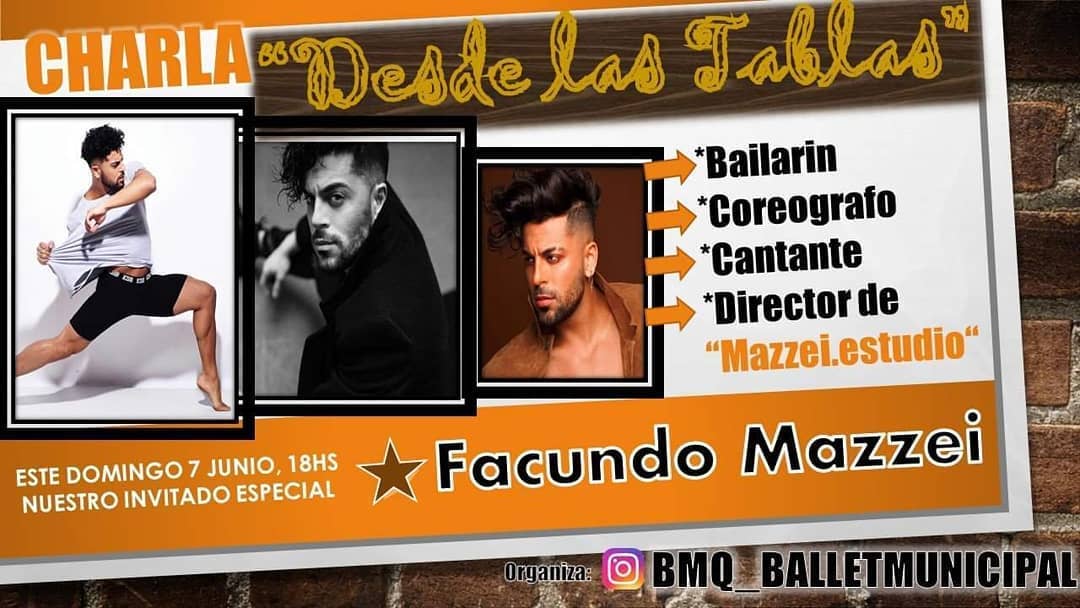 CHARLA "Desde las Tablas"
*Bailarin
*Coreografo
*Cantante
*Director de
"Mazzei.estudio"
ESTE DOMINGO 7 JUNIO, 18HS
NUESTRO INVITADO ESPECIAL
Facundo Mazzei
Organiza: BMQ_BALLETMUNICIPAL